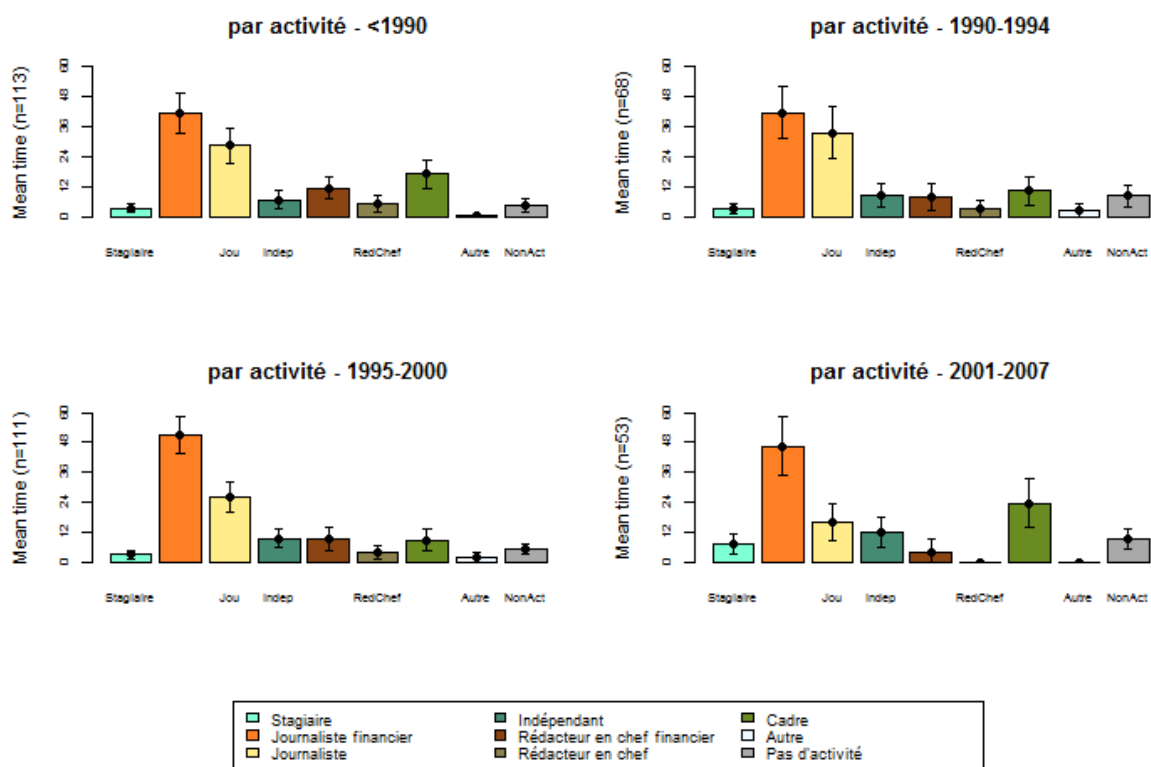 par activité - <1990
Mean time (n=113)
0 12 24 36 48 60
Stagiaire Jou Indep RedChef Autre NonAct
par activité - 1990-1994
Mean time (n=68)
0 12 24 36 48 60
Stagiaire Jou Indep RedChef Autre NonAct
par activité - 1995-2000
Mean time (n=111)
0 12 24 36 48 60
Stagiaire Jou Indep RedChef Autre NonAct
par activité - 2001-2007
Mean time (n=53)
0 12 24 36 48 60
Stagiaire Jou Indep RedChef Autre NonAct
Stagiaire
Journaliste financier
Journaliste
Indépendant
Rédacteur en chef financier
Rédacteur en chef
Cadre
Autre
Pas d'activité